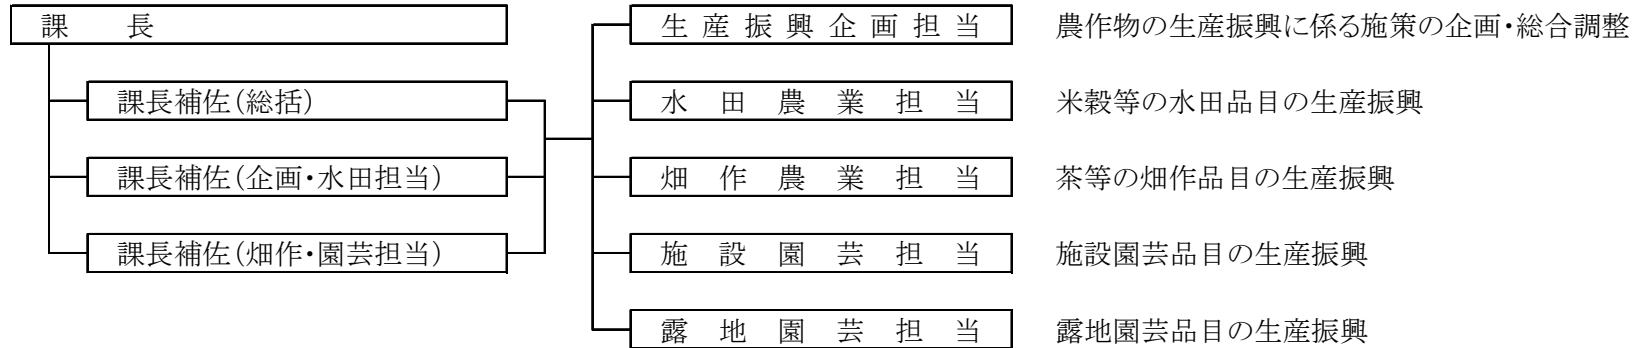 課長
生産振興企画担当 農作物の生産振興に係る施策の企画・総合調整
課長補佐（総括） 水田農業担当 米穀等の水田品目の生産振興
課長補佐（企画・水田担当） 畑作農業担当 茶等の畑作品目の生産振興
課長補佐（畑作・園芸担当） 施設園芸担当 施設園芸品目の生産振興
露地園芸担当 露地園芸品目の生産振興